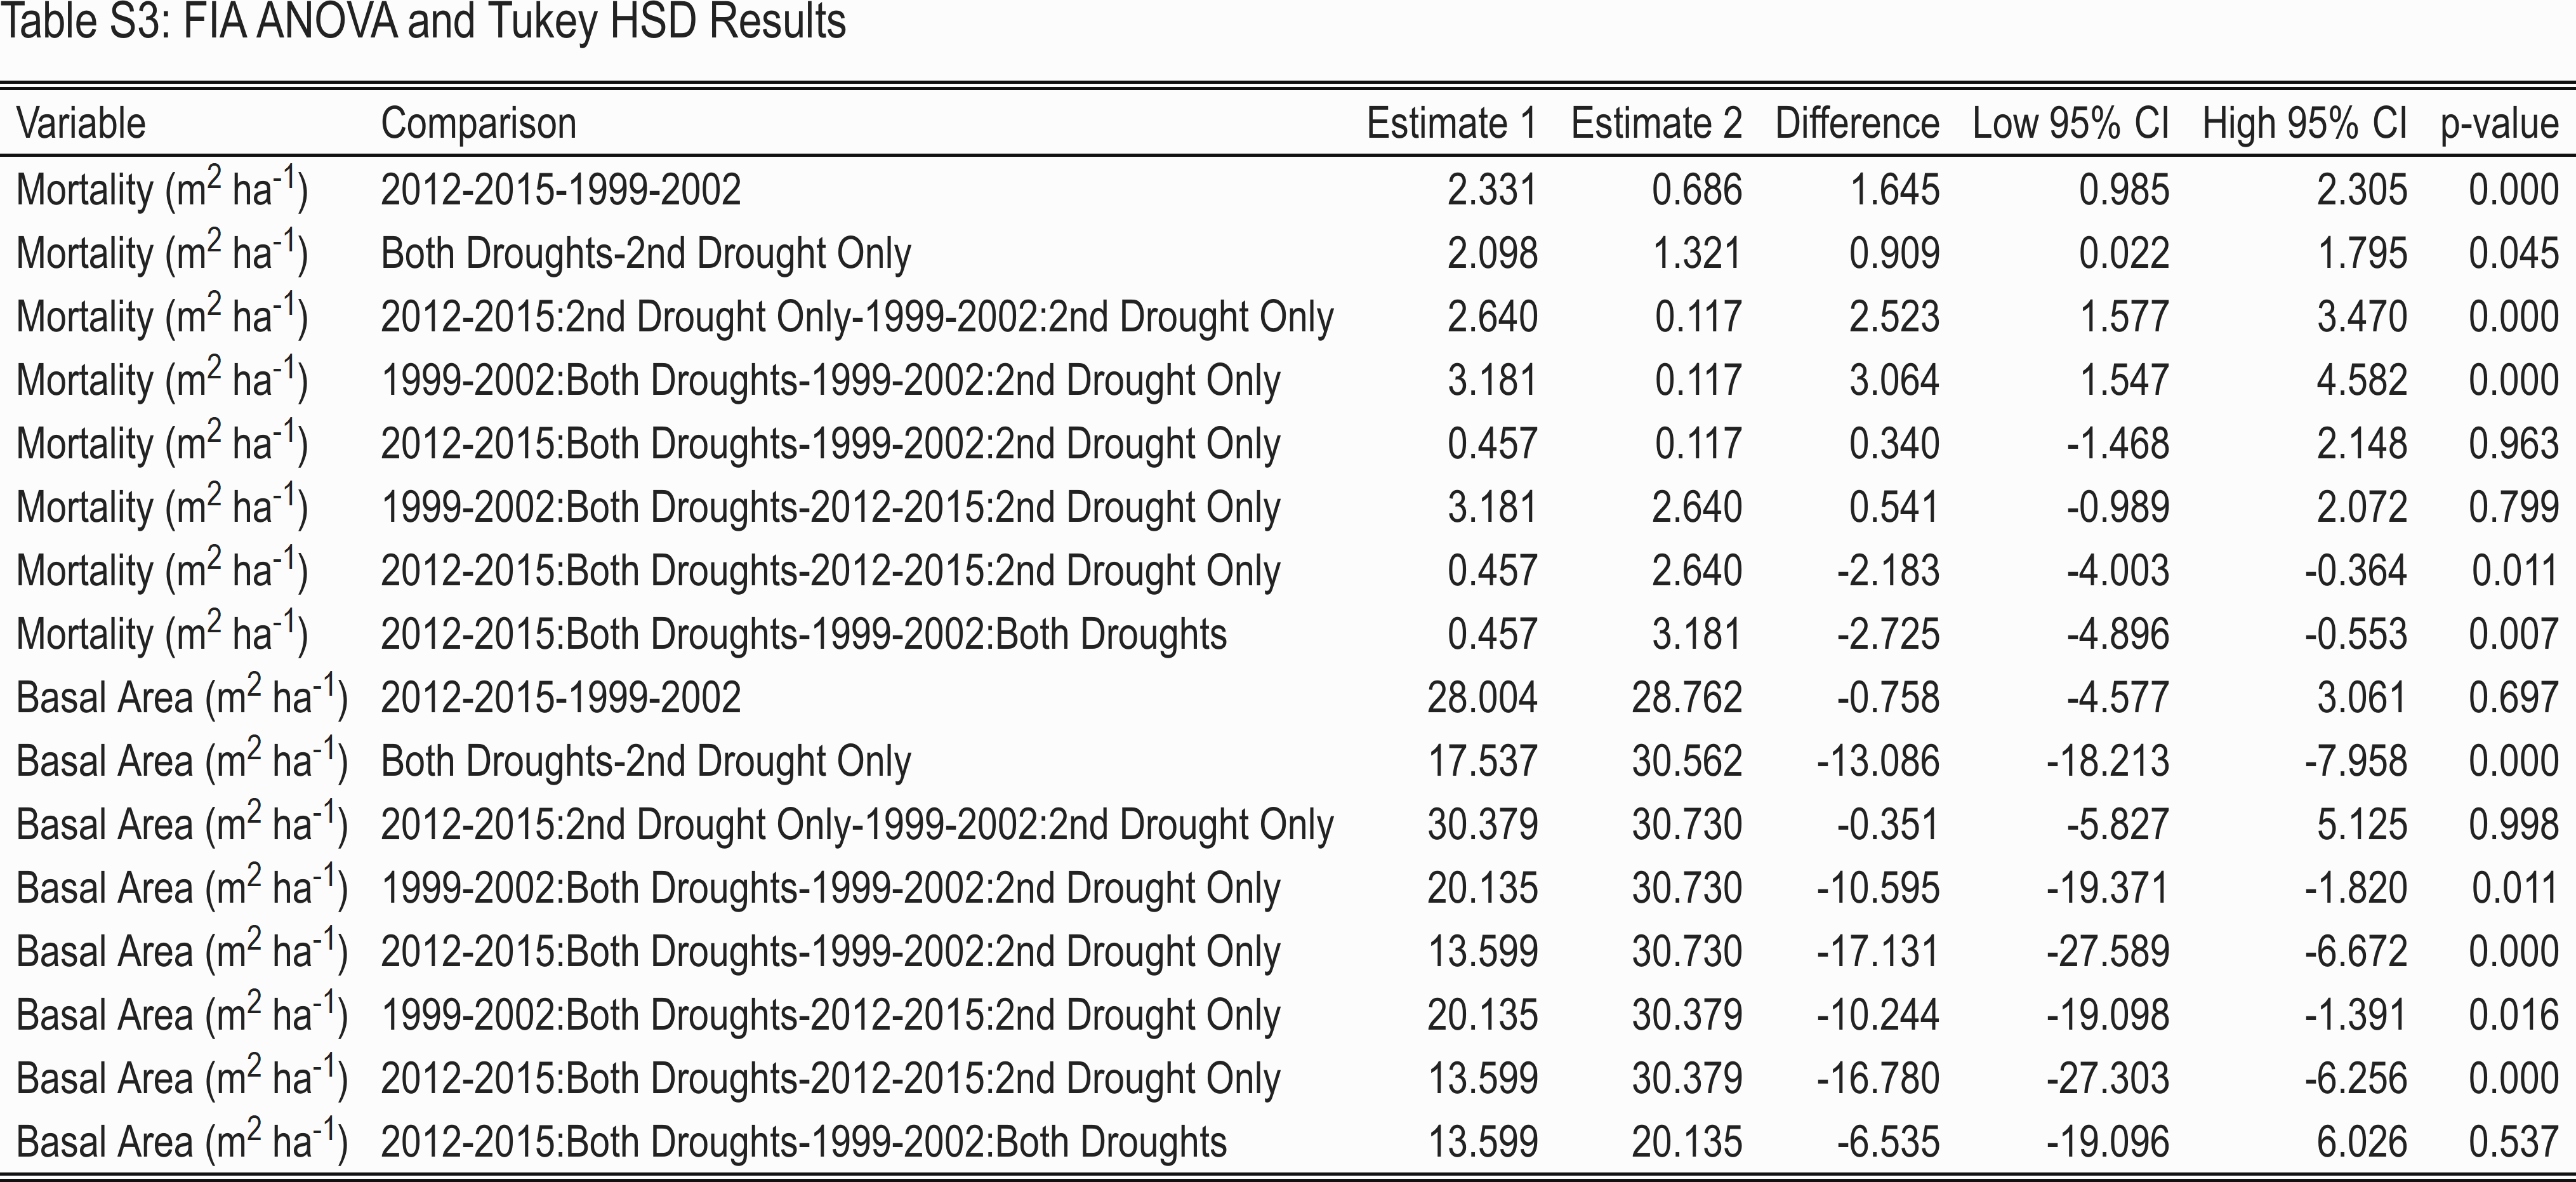 Table S3: FIA ANOVA and Tukey HSD Results
Variable Comparison Estimate 1 Estimate 2 Difference Low 95% CI High 95% CI p-value
Mortality (m² ha⁻¹) 2012-2015-1999-2002 2.331 0.686 1.645 0.985 2.305 0.000
Mortality (m² ha⁻¹) Both Droughts-2nd Drought Only 2.098 1.321 0.909 0.022 1.795 0.045
Mortality (m² ha⁻¹) 2012-2015:2nd Drought Only-1999-2002:2nd Drought Only 2.640 0.117 2.523 1.577 3.470 0.000
Mortality (m² ha⁻¹) 1999-2002:Both Droughts-1999-2002:2nd Drought Only 3.181 0.117 3.064 1.547 4.582 0.000
Mortality (m² ha⁻¹) 2012-2015:Both Droughts-1999-2002:2nd Drought Only 0.457 0.117 0.340 -1.468 2.148 0.963
Mortality (m² ha⁻¹) 1999-2002:Both Droughts-2012-2015:2nd Drought Only 3.181 2.640 0.541 -0.989 2.072 0.799
Mortality (m² ha⁻¹) 2012-2015:Both Droughts-2012-2015:2nd Drought Only 0.457 2.640 -2.183 -4.003 -0.364 0.011
Mortality (m² ha⁻¹) 2012-2015:Both Droughts-1999-2002:Both Droughts 0.457 3.181 -2.725 -4.896 -0.553 0.007
Basal Area (m² ha⁻¹) 2012-2015-1999-2002 28.004 28.762 -0.758 -4.577 3.061 0.697
Basal Area (m² ha⁻¹) Both Droughts-2nd Drought Only 17.537 30.562 -13.086 -18.213 -7.958 0.000
Basal Area (m² ha⁻¹) 2012-2015:2nd Drought Only-1999-2002:2nd Drought Only 30.379 30.730 -0.351 -5.827 5.125 0.998
Basal Area (m² ha⁻¹) 1999-2002:Both Droughts-1999-2002:2nd Drought Only 20.135 30.730 -10.595 -19.371 -1.820 0.011
Basal Area (m² ha⁻¹) 2012-2015:Both Droughts-1999-2002:2nd Drought Only 13.599 30.730 -17.131 -27.589 -6.672 0.000
Basal Area (m² ha⁻¹) 1999-2002:Both Droughts-2012-2015:2nd Drought Only 20.135 30.379 -10.244 -19.098 -1.391 0.016
Basal Area (m² ha⁻¹) 2012-2015:Both Droughts-2012-2015:2nd Drought Only 13.599 30.379 -16.780 -27.303 -6.256 0.000
Basal Area (m² ha⁻¹) 2012-2015:Both Droughts-1999-2002:Both Droughts 13.599 20.135 -6.535 -19.096 6.026 0.537